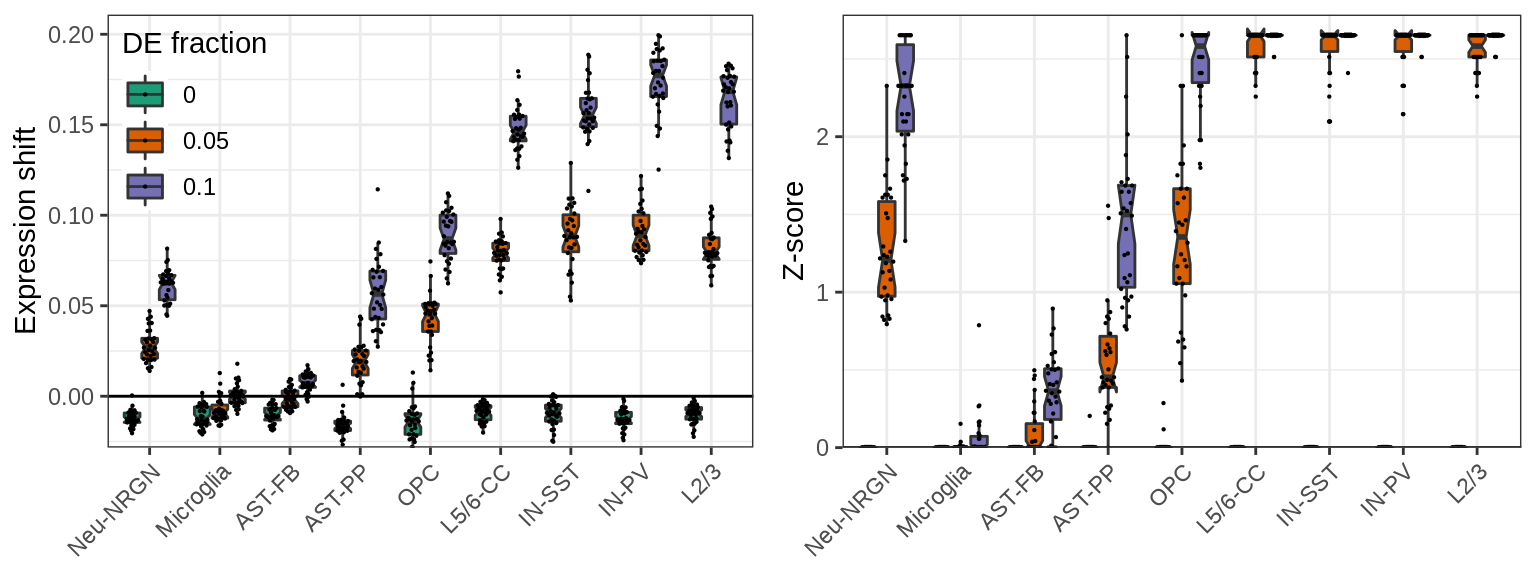 Expression shift
0.20
0.15
0.10
0.05
0.00
DE fraction
0
0.05
0.1
Neu-NRGN
Microglia
AST-FB
AST-PP
OPC
L5/6-CC
IN-SST
IN-PV
L2/3
Z-score
2
1
0
Neu-NRGN
Microglia
AST-FB
AST-PP
OPC
L5/6-CC
IN-SST
IN-PV
L2/3